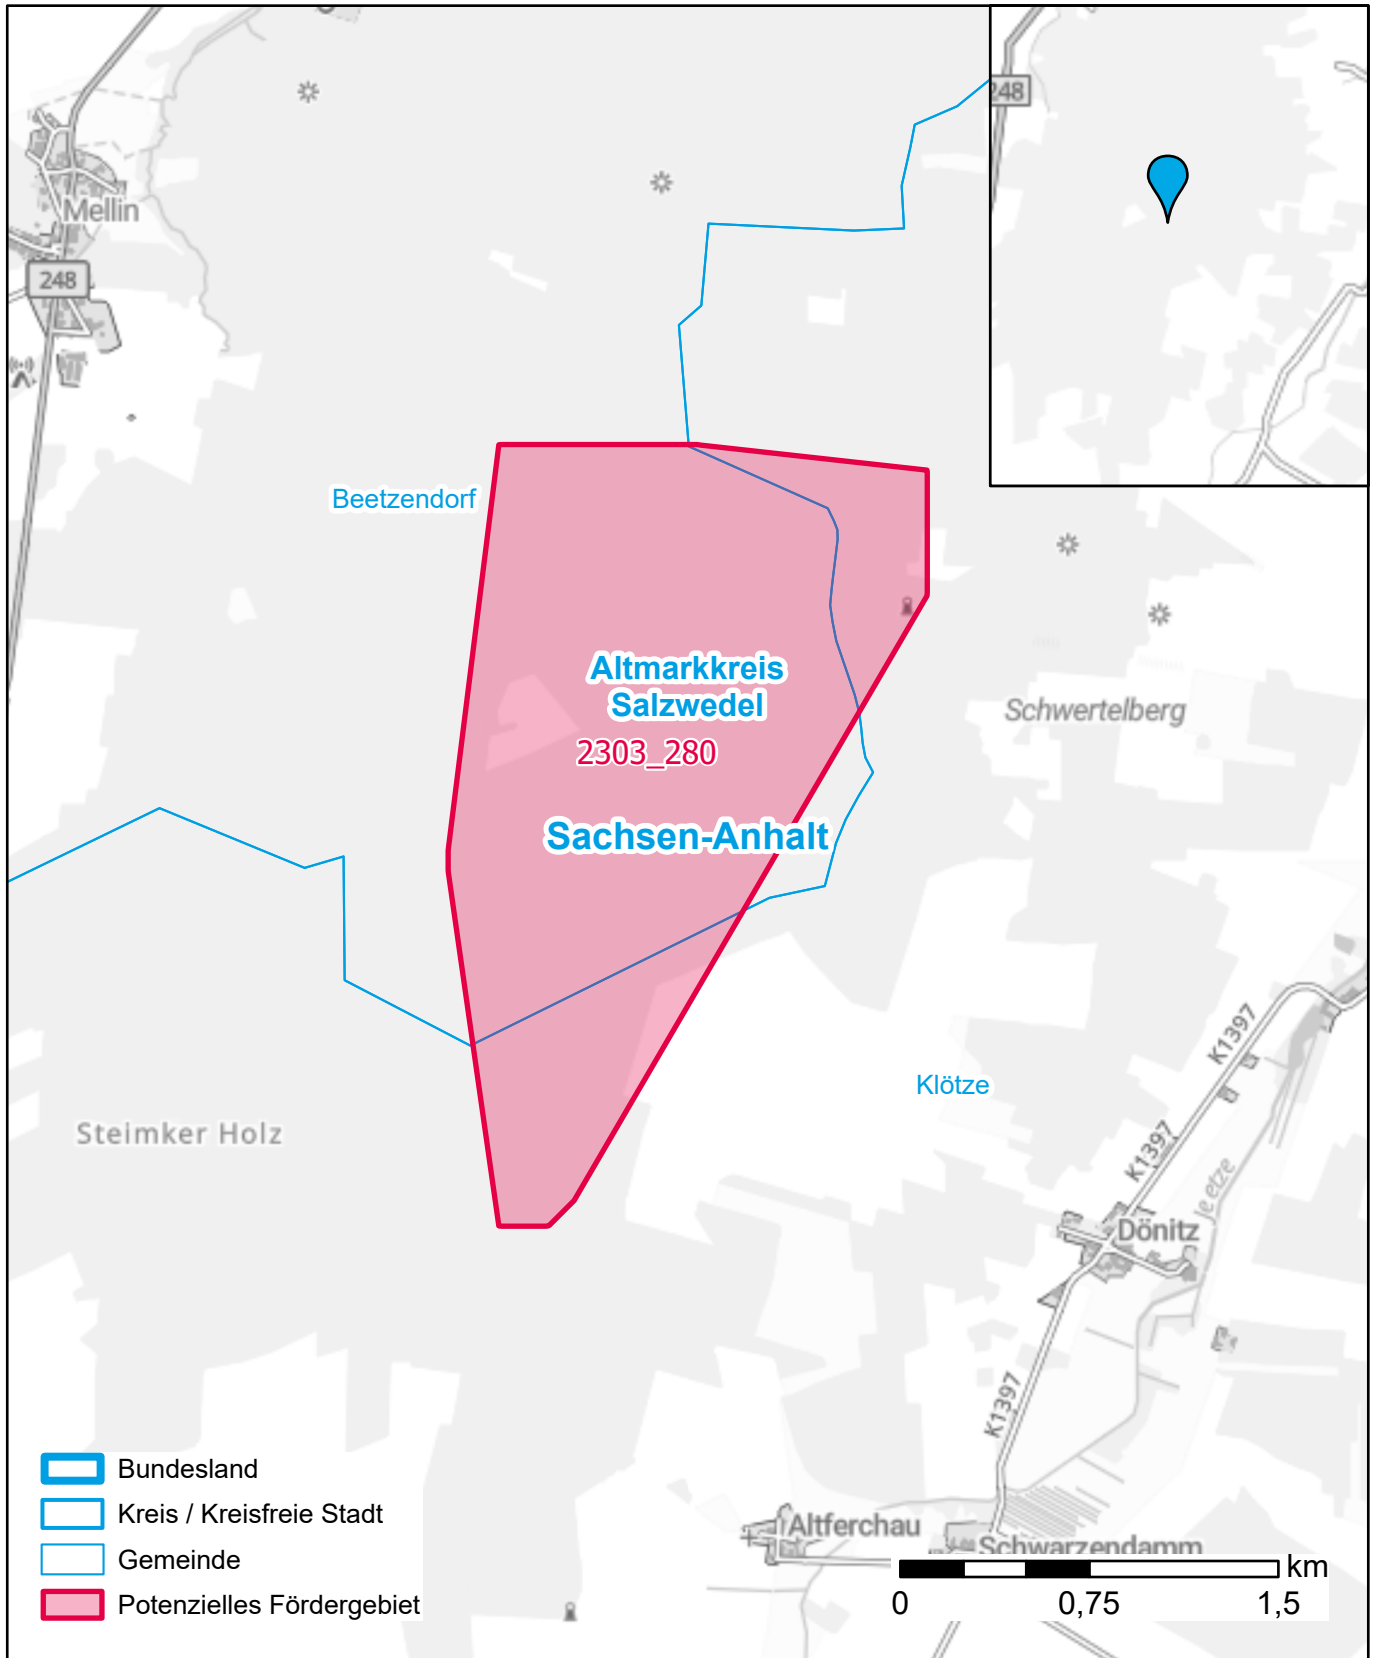 248
Mellin
248
Beetzendorf
Altmarkkreis
Salzwedel
2303_280
Schwertelberg
Sachsen-Anhalt
K1397
Klötze
Steimker Holz
K1397
Jeetze
Dönitz
K1397
Bundesland
Kreis / Kreisfreie Stadt
Gemeinde
Potenzielles Fördergebiet
Altferchau
Schwarzendamm
km
0
0,75
1,5